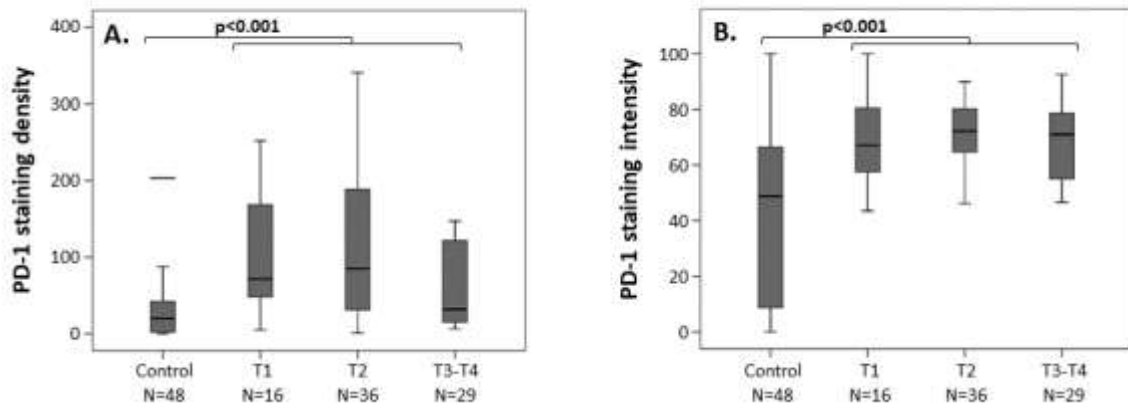 A.
p<0.001
PD-1 staining density
400
300
200
100
0
Control T1 T2 T3-T4
N=48 N=16 N=36 N=29
B.
p<0.001
PD-1 staining intensity
100
80
60
40
20
0
Control T1 T2 T3-T4
N=48 N=16 N=36 N=29